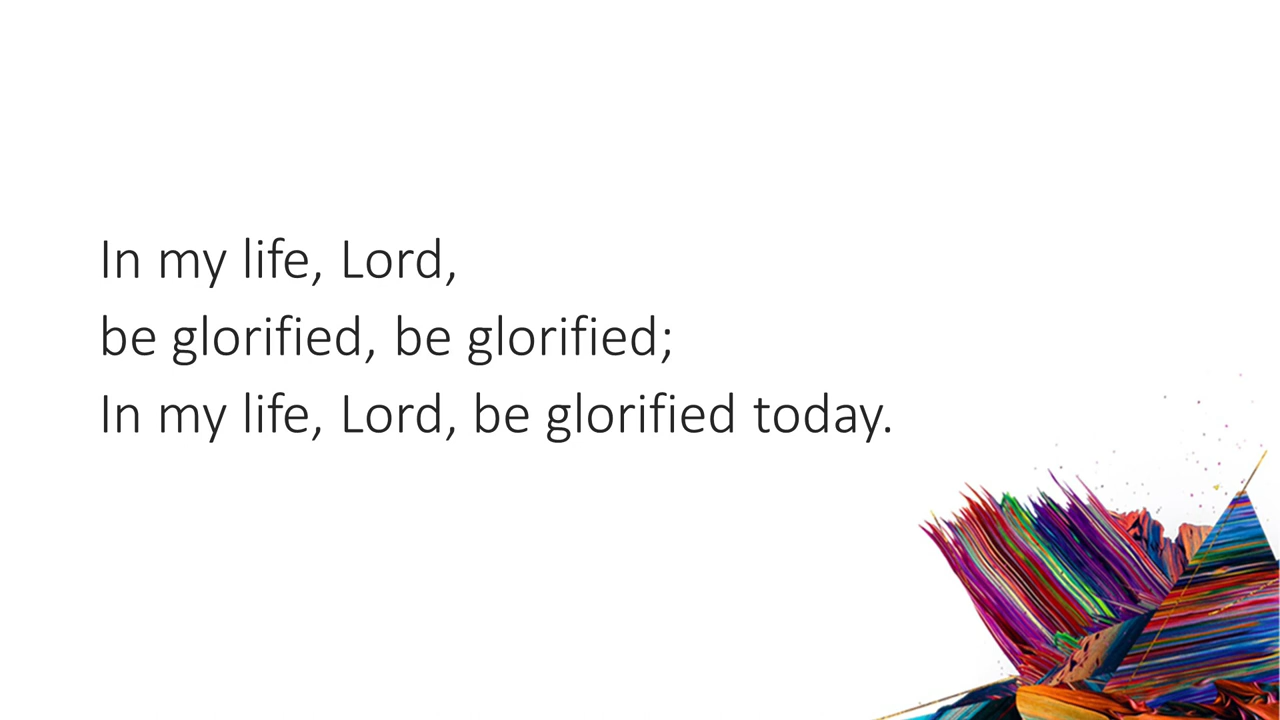 In my life, Lord,
be glorified, be glorified;
In my life, Lord, be glorified today.